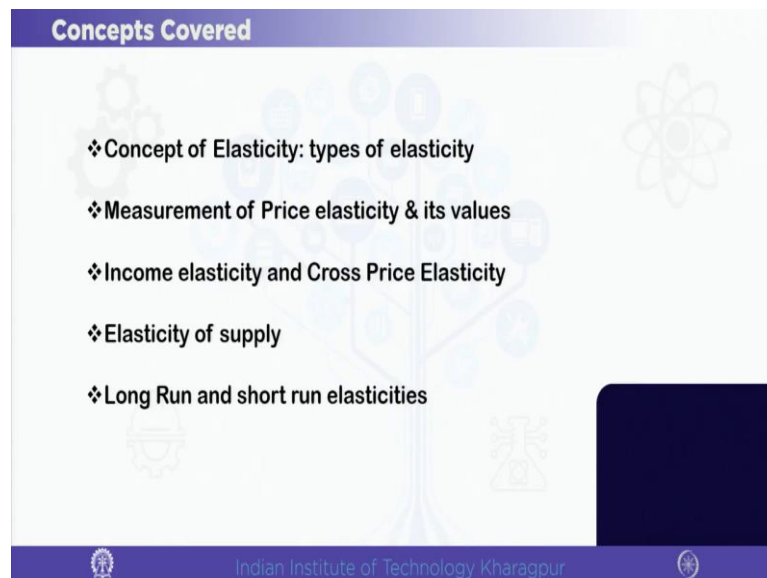 Concepts Covered
❖Concept of Elasticity: types of elasticity
❖Measurement of Price elasticity & its values
❖Income elasticity and Cross Price Elasticity
❖Elasticity of supply
❖Long Run and short run elasticities
Indian Institute of Technology Kharagpur